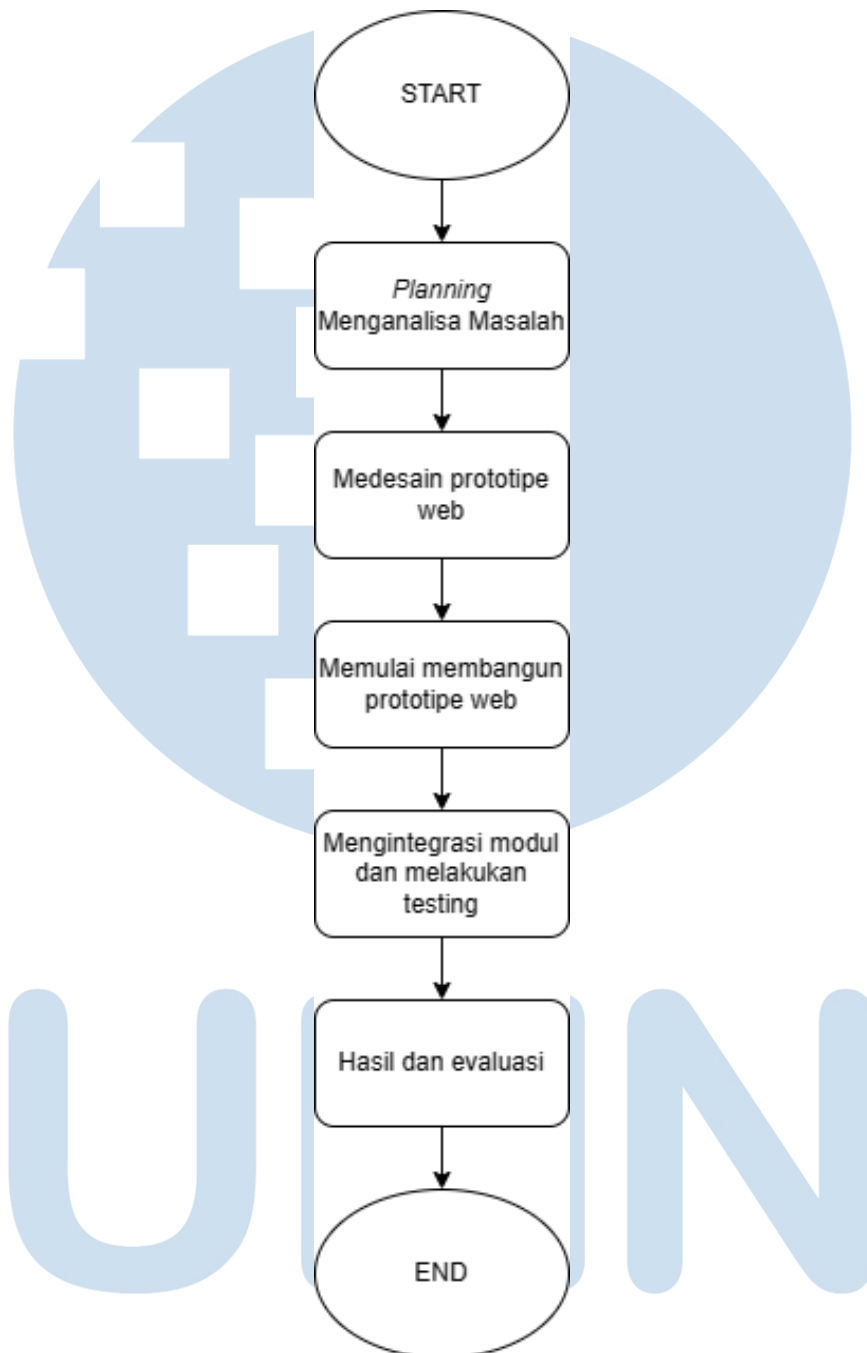 START
Planning
Menganalisa Masalah
Medesain prototipe
web
Memulai membangun
prototipe web
Mengintegrasi modul
dan melakukan
testing
Hasil dan evaluasi
END